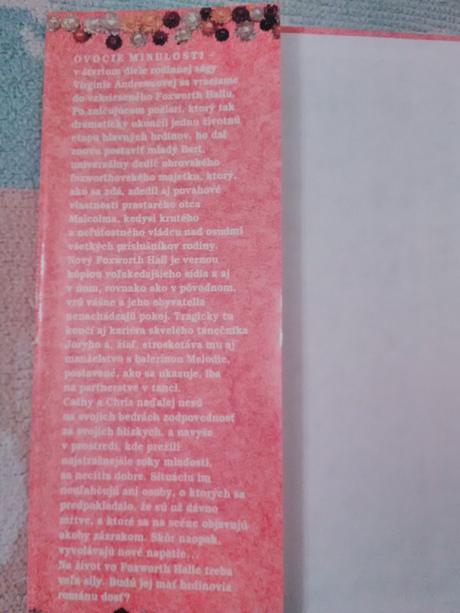 OVOCIE MINULOSTI –
v štvrtom diele rodinnej ságy
Virginie Andrewsovej sa vraciame
do vzkrieseného Foxworth Hallu.
Po zničujúcom požiari, ktorý tak
dramaticky ukončil jednu životnú
etapu hlavných hrdinov, ho dal
znovu postaviť mladý Bart,
univerzálny dedič obrovského
foxworthovského majetku, ktorý,
ako sa zdá, zdedil aj povahové
vlastnosti prastarého otca
Malcolma, kedysi krutého
a neľútostného vládcu nad osudmi
všetkých príslušníkov rodiny.
Nový Foxworth Hall je vernou
kópiou voľakedajšieho sídla a aj
v ňom, rovnako ako v pôvodnom,
vrú vášne a jeho obyvatelia
nenachádzajú pokoj. Tragicky tu
končí aj kariéra skvelého tanečníka
Joryho a, žiaľ, stroskotáva mu aj
manželstvo s balerínou Melodie,
postavené, ako sa ukazuje, iba
na partnerstve v tanci.
Cathy a Chris naďalej nesú
na svojich bedrách zodpovednosť
za svojich blízkych, a navyše
v prostredí, kde prežili
najstrašnejšie roky mladosti,
sa necítia dobre. Situáciu im
neuľahčujú ani osoby, o ktorých sa
predpokladalo, že sú už dávno
mŕtve, a ktoré sa na scéne objavujú
akoby zázrakom. Skôr naopak,
vyvolávajú nové napätie...
Na život vo Foxworth Halle treba
veľa sily. Budú jej mať hrdinovia
románu dosť?